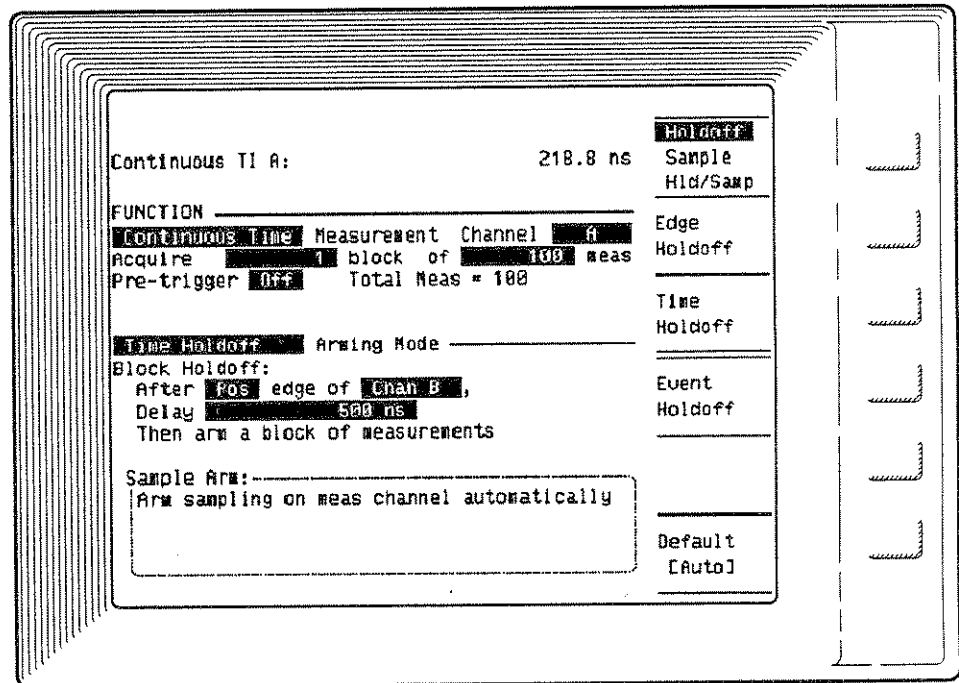 Continuous TI A: 218.8 ns
FUNCTION
Continuous Time Measurement Channel A
Acquire 1 block of 100 meas
Pre-trigger Off Total Meas = 100
Time Holdoff Arming Mode
Block Holdoff:
After Pos edge of Chan B ,
Delay 500 ns
Then arm a block of measurements
Sample Arm:
Arm sampling on meas channel automatically
Holdoff
Sample
Hld/Samp
Edge
Holdoff
Time
Holdoff
Event
Holdoff
Default
[Auto]